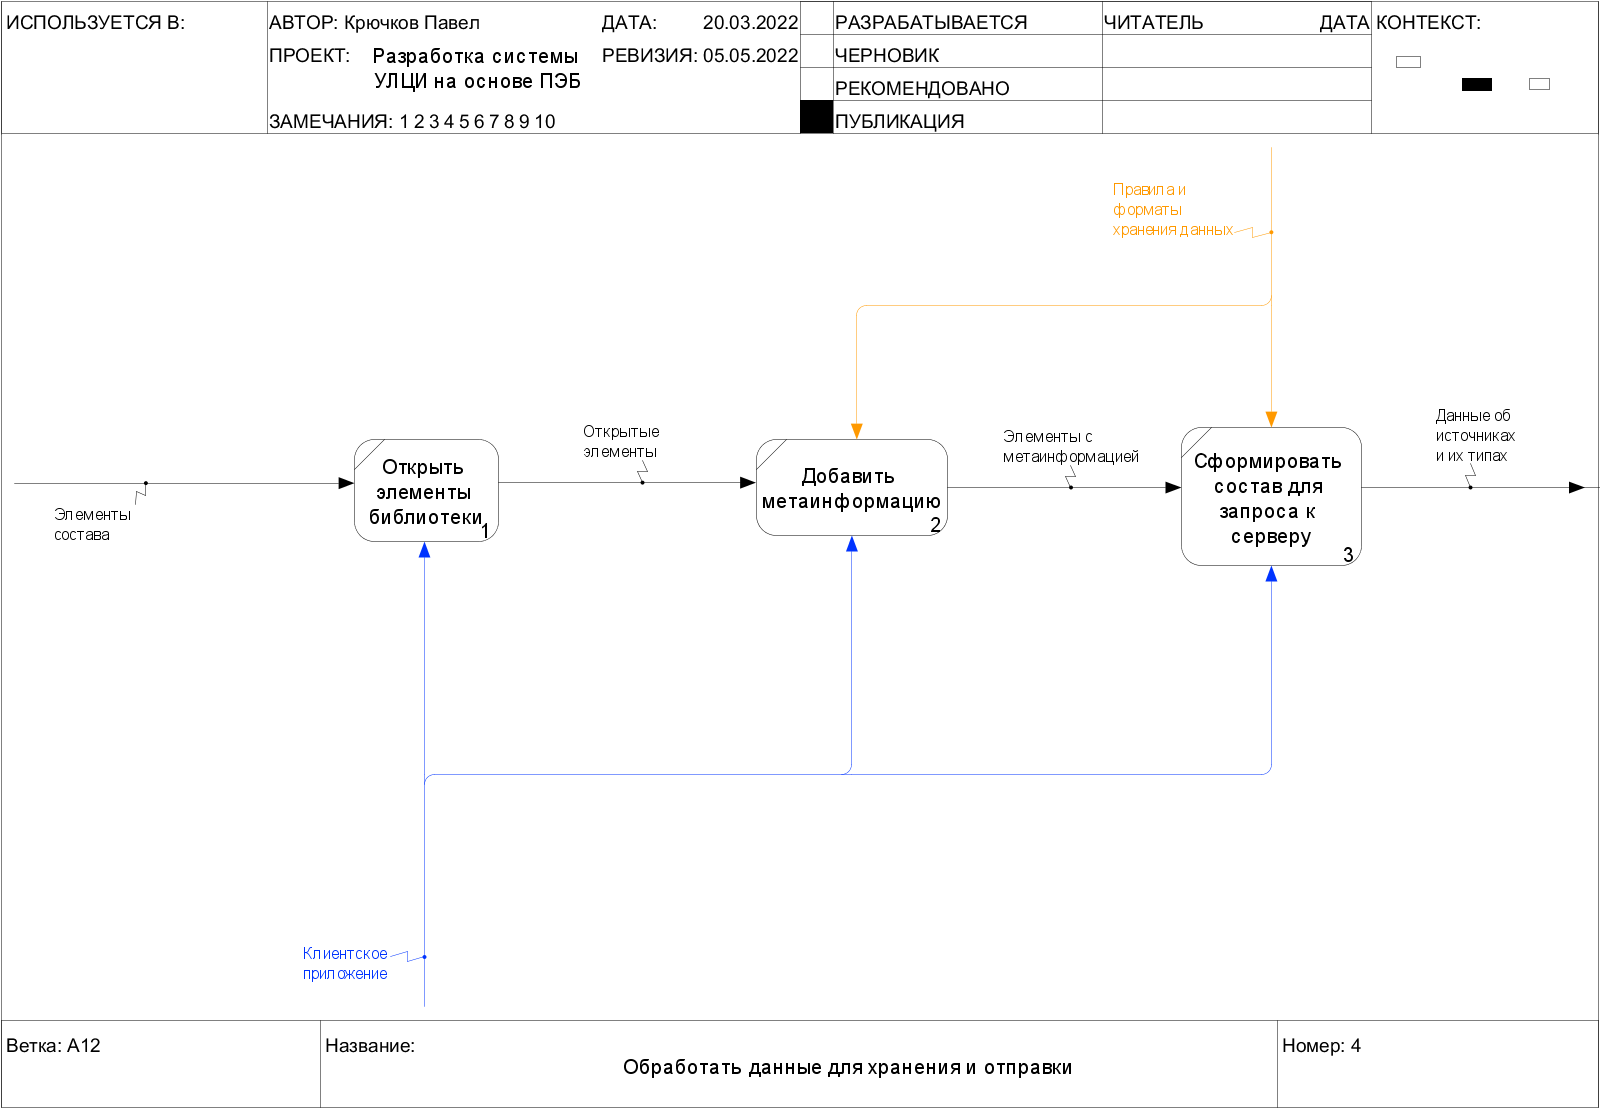 ИСПОЛЬЗУЕТСЯ В:
АВТОР: Крючков Павел
ДАТА: 20.03.2022
ПРОЕКТ: Разработка системы
УЛЦИ на основе ПЭБ
РЕВИЗИЯ: 05.05.2022
ЗАМЕЧАНИЯ: 1 2 3 4 5 6 7 8 9 10
РАЗРАБАТЫВАЕТСЯ
ЧЕРНОВИК
РЕКОМЕНДОВАНО
ПУБЛИКАЦИЯ
ЧИТАТЕЛЬ
ДАТА
КОНТЕКСТ:
Правила и
форматы
хранения данных
Элементы
состава
Открыть
элементы
библиотеки
1
Открытые
элементы
Добавить
метаинформацию
2
Элементы с
метаинформацией
Сформировать
состав для
запроса к
серверу
3
Данные об
источниках
и их типах
Клиентское
приложение
Ветка: A12
Название:
Обработать данные для хранения и отправки
Номер: 4